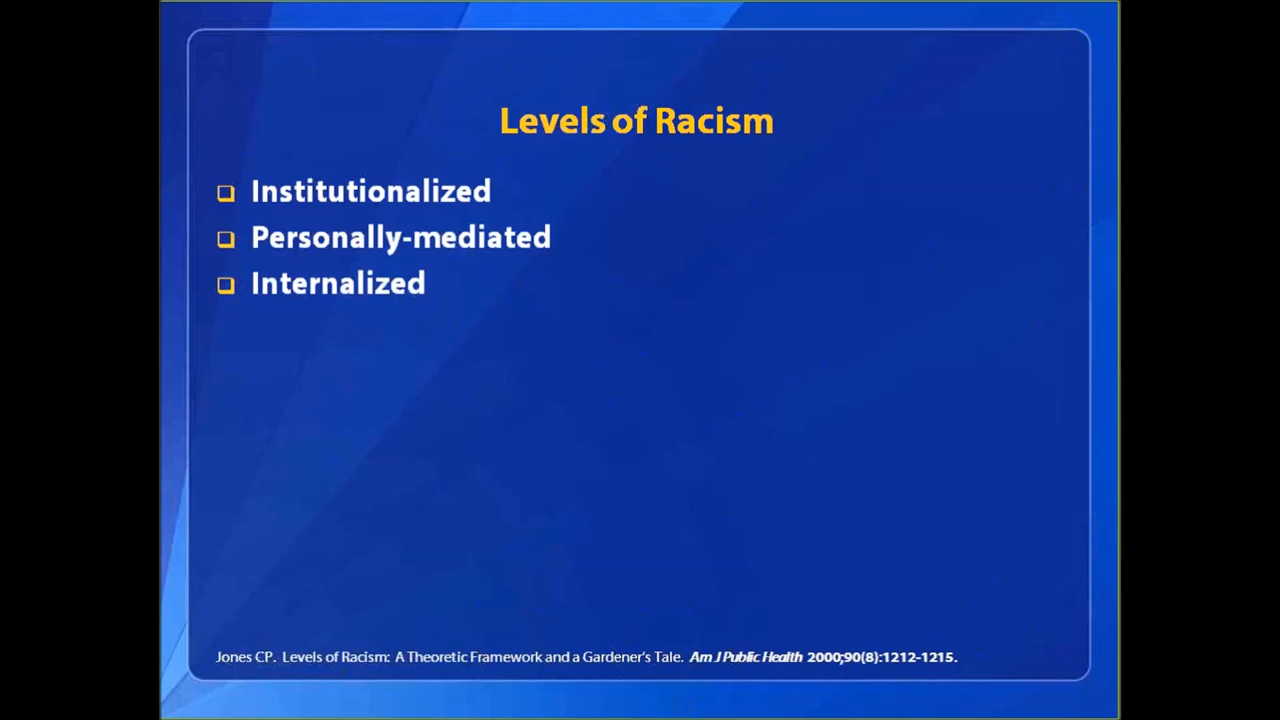 Levels of Racism
Institutionalized
Personally-mediated
Internalized
Jones CP. Levels of Racism: A Theoretic Framework and a Gardener's Tale. Am J Public Health 2000;90(8):1212-1215.